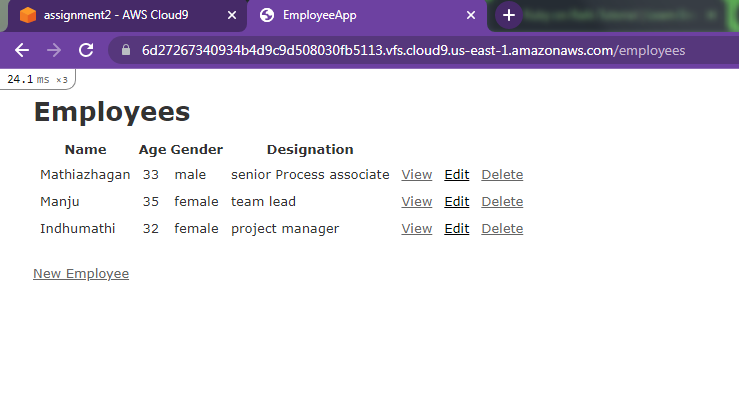 assignment2 - AWS Cloud9
EmployeeApp
6d27267340934b4d9c9d508030fb5113.vfs.cloud9.us-east-1.amazonaws.com/employees
24.1 ms ×3
Employees
Name Age Gender Designation
Mathiazhagan 33 male senior Process associate View Edit Delete
Manju 35 female team lead View Edit Delete
Indhumathi 32 female project manager View Edit Delete
New Employee